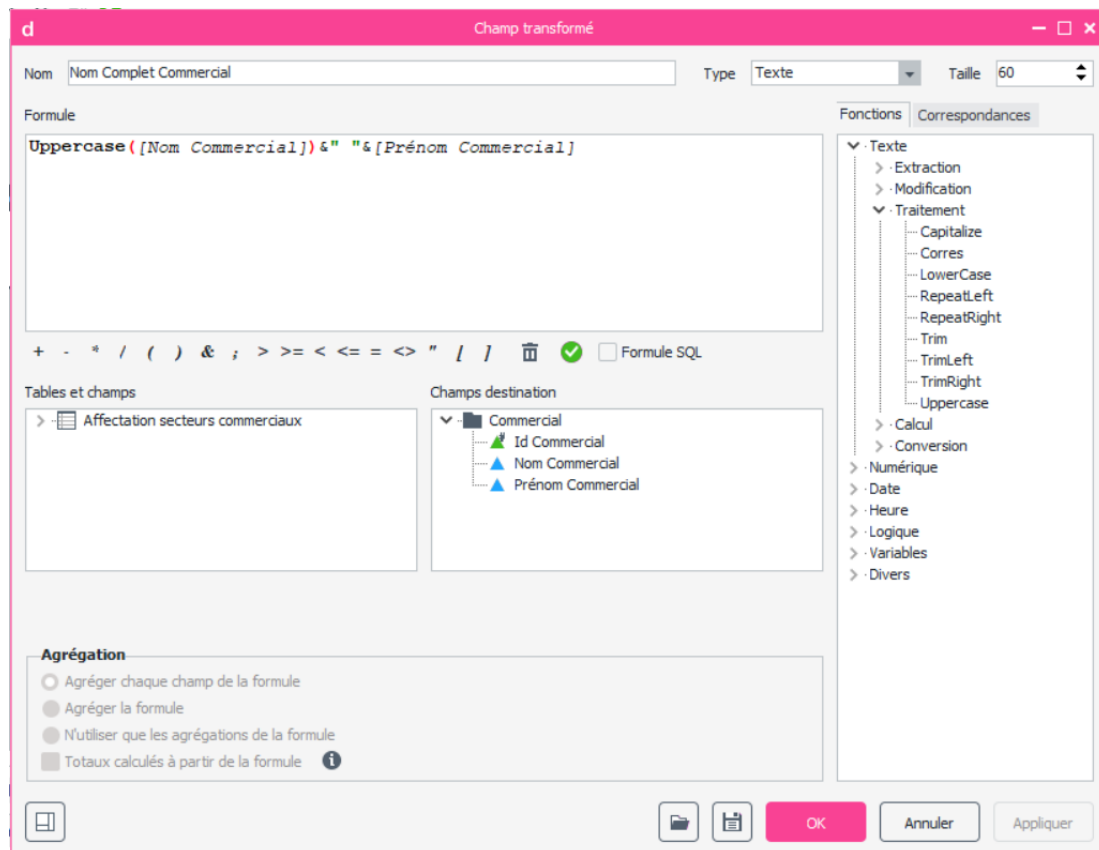 d Champ transformé
Nom Nom Complet Commercial Type Texte Taille 60
Formule
Uppercase([Nom Commercial])&" "&[Prénom Commercial]
+ - * / ( ) & ; > >= < <= = <> " [ ] Formule SQL
Tables et champs
Affectation secteurs commerciaux
Champs destination
Commercial
Id Commercial
Nom Commercial
Prénom Commercial
Fonctions Correspondances
Texte
Extraction
Modification
Traitement
Capitalize
Corres
LowerCase
RepeatLeft
RepeatRight
Trim
TrimLeft
TrimRight
Uppercase
Calcul
Conversion
Numérique
Date
Heure
Logique
Variables
Divers
Agrégation
Agréger chaque champ de la formule
Agréger la formule
N'utiliser que les agrégations de la formule
Totaux calculés à partir de la formule
OK Annuler Appliquer